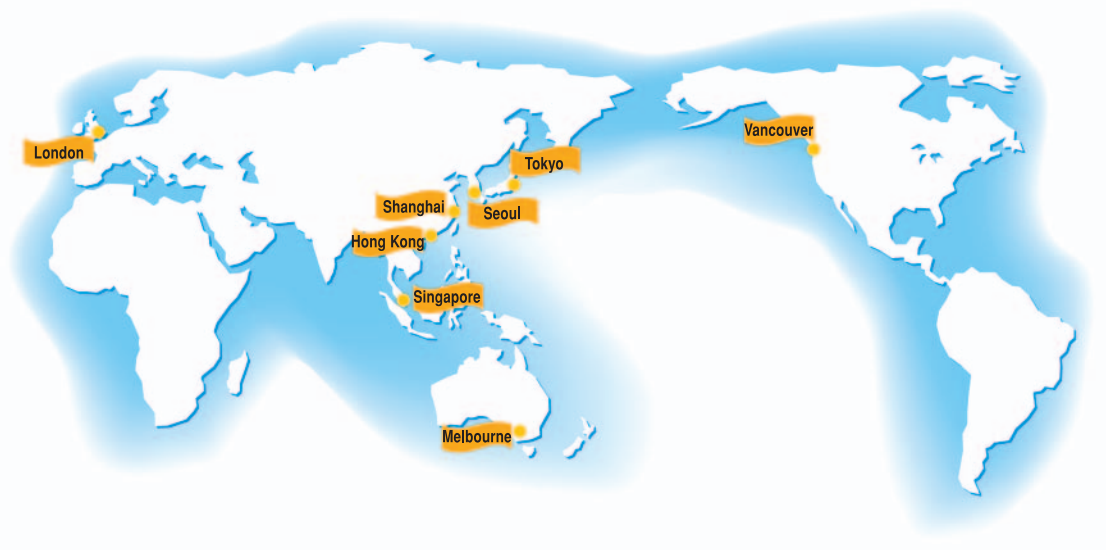 Vancouver
London
Tokyo
Shanghai
Seoul
Hong Kong
Singapore
Melbourne